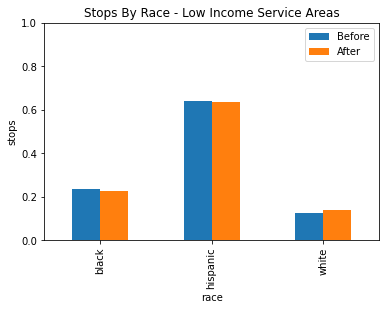 Stops By Race - Low Income Service Areas
Before
After
stops
1.0
0.8
0.6
0.4
0.2
0.0
black
hispanic
white
race